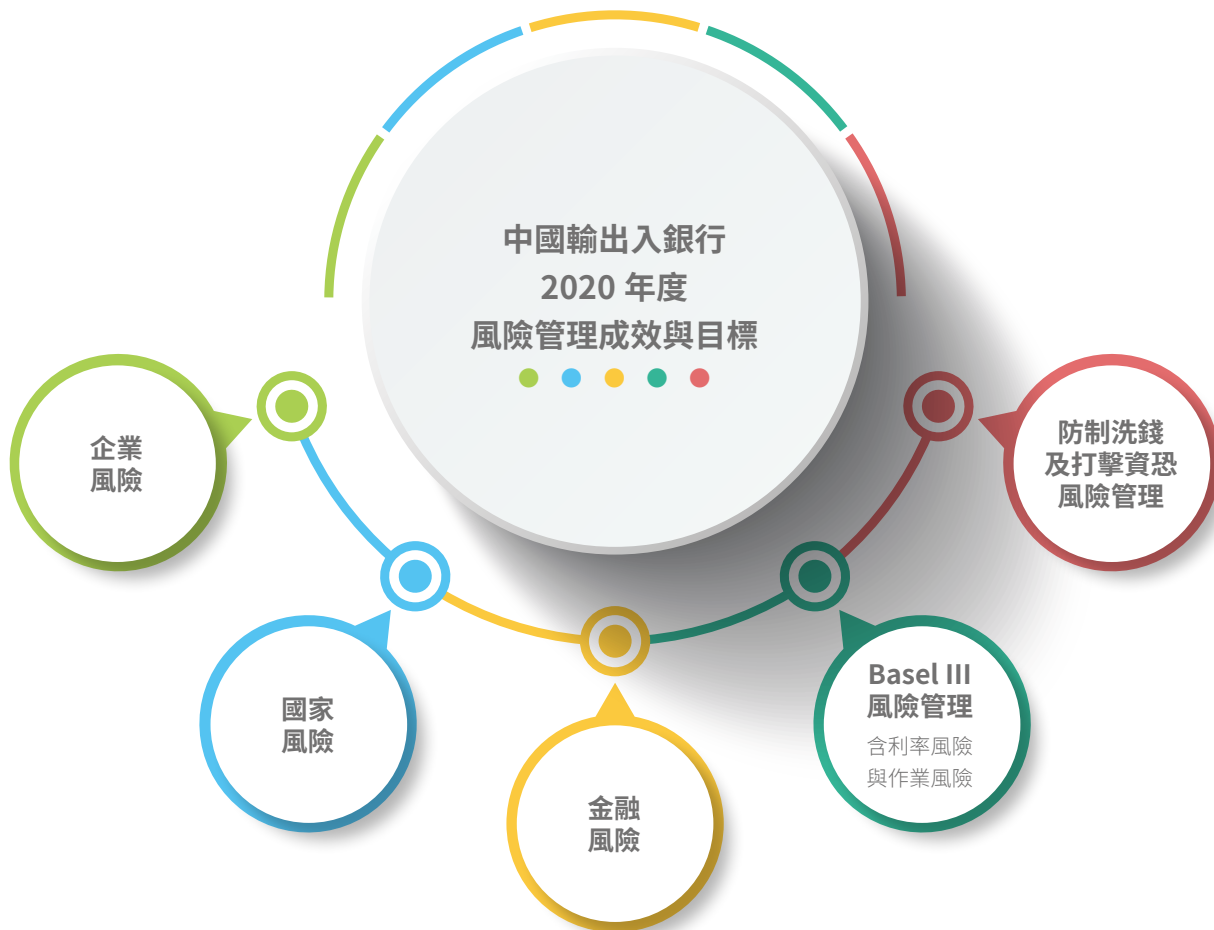 中國輸出入銀行
2020 年度
風險管理成效與目標
企業
風險
國家
風險
金融
風險
Basel III
風險管理
含利率風險
與作業風險
防制洗錢
及打擊資恐
風險管理